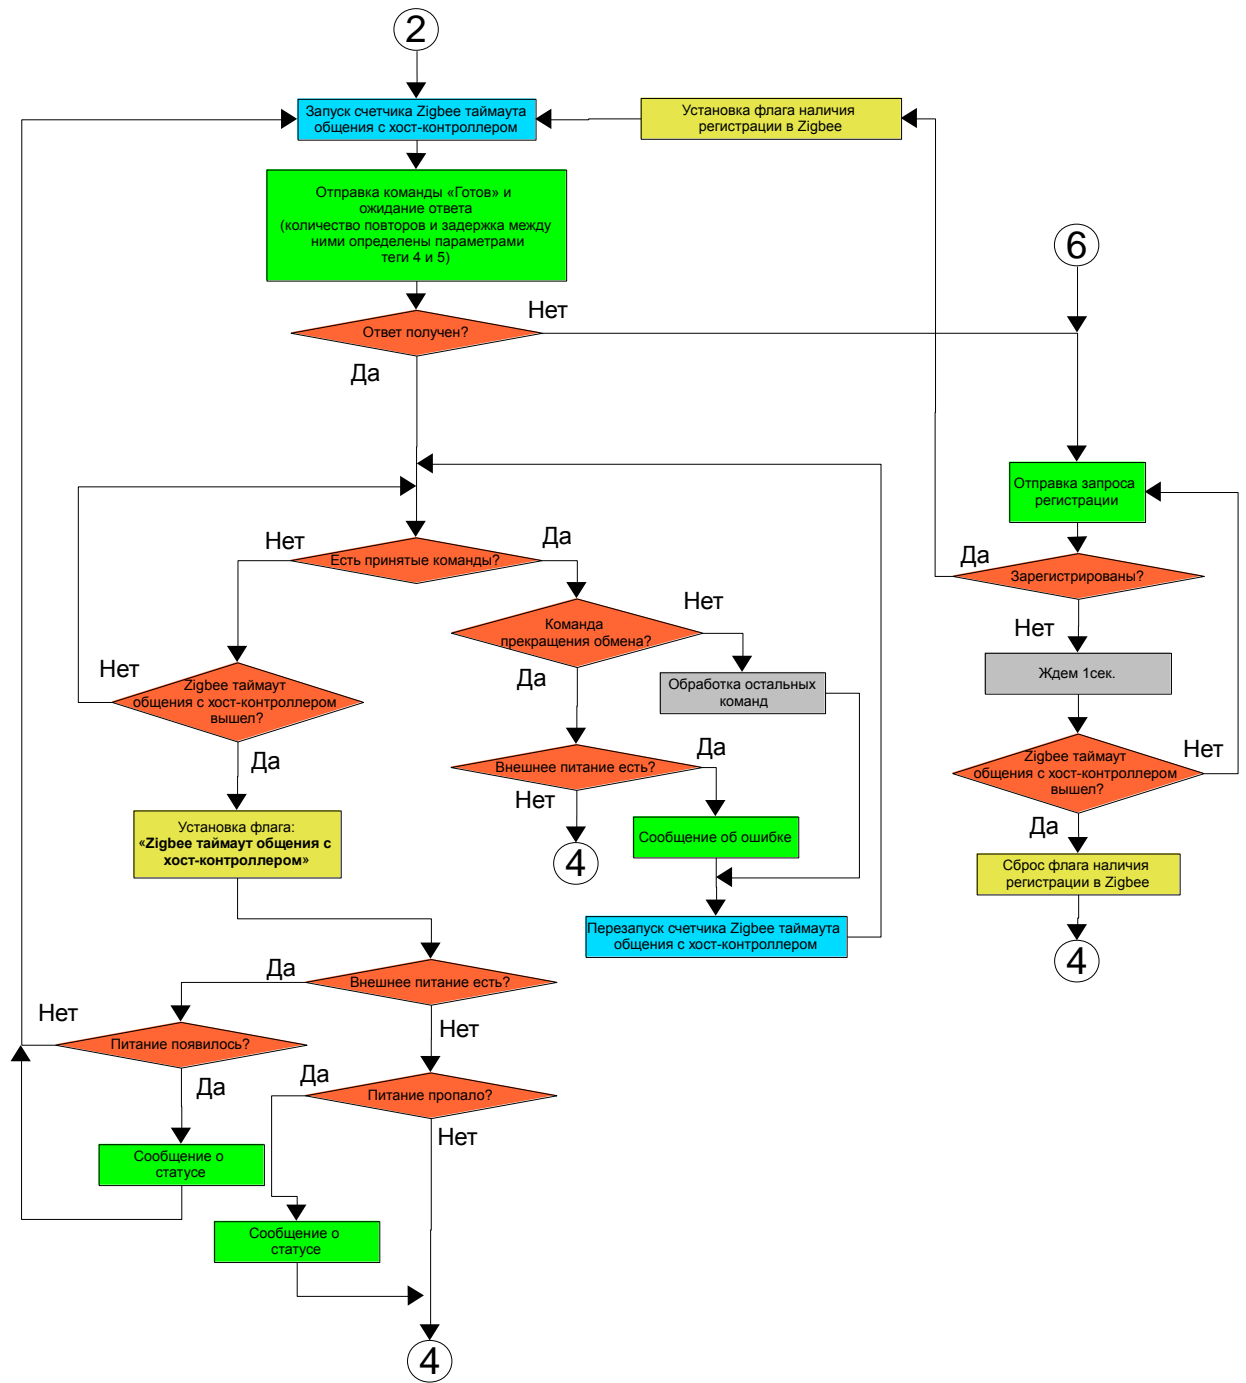 2
Запуск счетчика Zigbee таймаута
общения с хост-контроллером
Установка флага наличия
регистрации в Zigbee
Отправка команды «Готов» и
ожидание ответа
(количество повторов и задержка между
ними определены параметрами
теги 4 и 5)
6
Ответ получен?
Нет
Да
Отправка запроса
регистрации
Есть принятые команды?
Нет
Да
Зарегистрированы?
Да
Нет
Команда
прекращения обмена?
Нет
Да
Ждем 1сек.
Обработка остальных
команд
Zigbee таймаут
общения с хост-контроллером
вышел?
Нет
Да
Внешнее питание есть?
Да
Нет
Zigbee таймаут
общения с хост-контроллером
вышел?
Нет
Да
Установка флага:
«Zigbee таймаут общения с
хост-контроллером»
4
Сообщение об ошибке
Сброс флага наличия
регистрации в Zigbee
Перезапуск счетчика Zigbee таймаута
общения с хост-контроллером
4
Внешнее питание есть?
Да
Нет
Питание появилось?
Нет
Да
Питание пропало?
Да
Нет
Сообщение о
статусе
Сообщение о
статусе
4